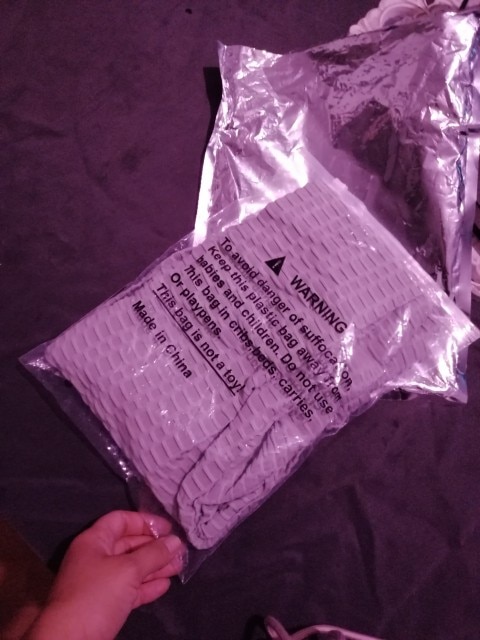 WARNING
To avoid danger of suffocation,
Keep this plastic bag away from
babies and children. Do not use
This bag in cribs, beds, carries,
Or playpens.
This bag is not a toy!
Made in China